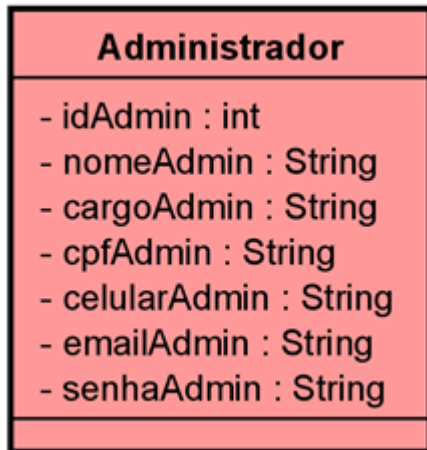 Administrador
- idAdmin : int
- nomeAdmin : String
- cargoAdmin : String
- cpfAdmin : String
- celularAdmin : String
- emailAdmin : String
- senhaAdmin : String